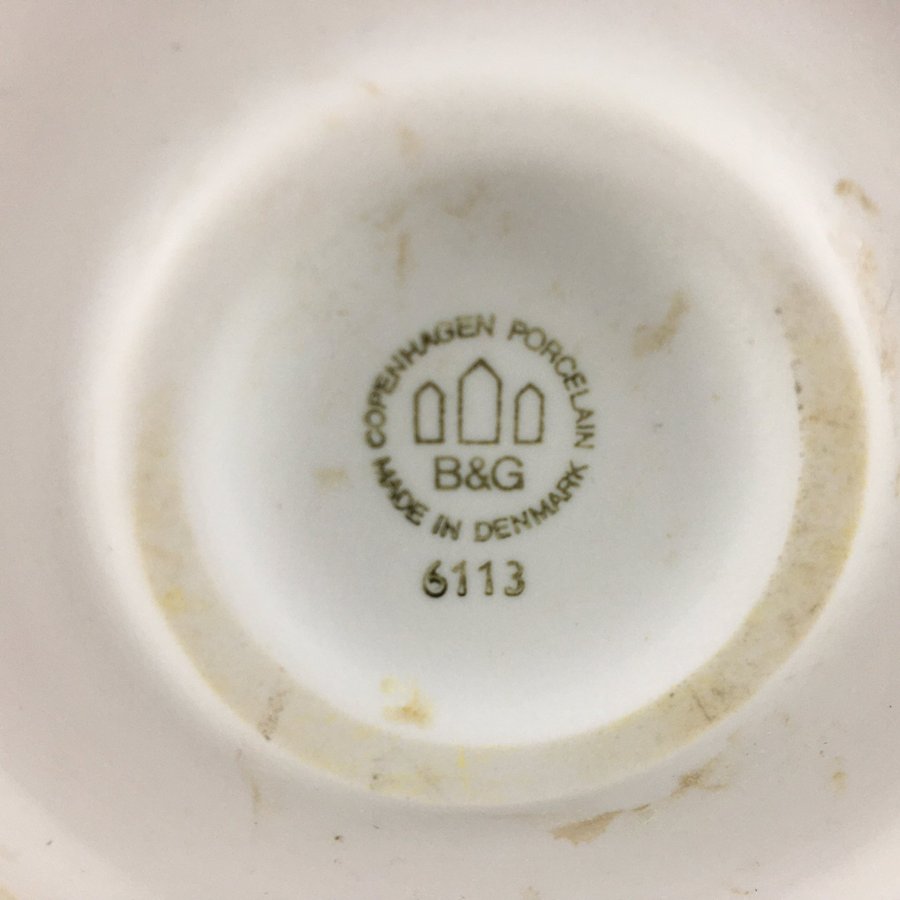 COPENHAGEN PORCELAIN
B&G
MADE IN DENMARK
6113